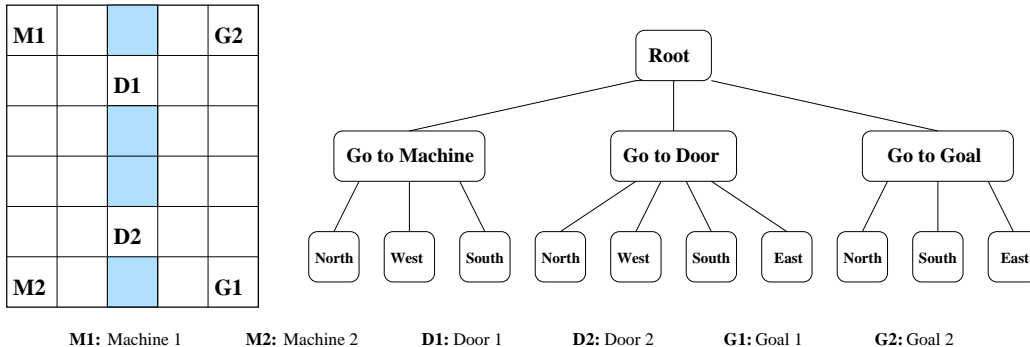 M1 G2
D1
D2
M2 G1
Root
Go to Machine Go to Door Go to Goal
North West South North West South East North South East
M1: Machine 1 M2: Machine 2 D1: Door 1 D2: Door 2 G1: Goal 1 G2: Goal 2